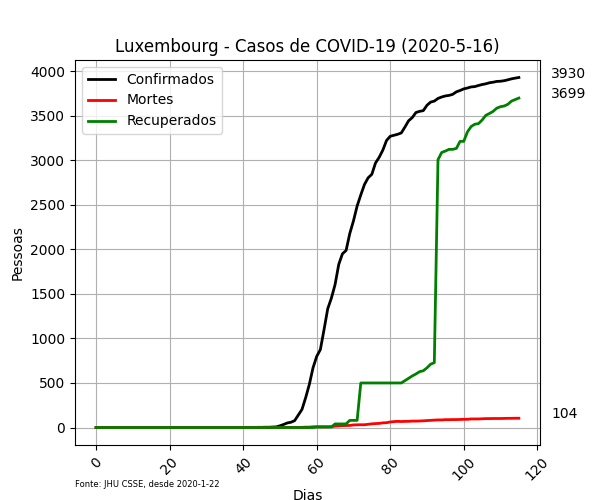 Luxembourg - Casos de COVID-19 (2020-5-16)
Confirmados
Mortes
Recuperados
3930
3699
104
Pessoas
4000
3500
3000
2500
2000
1500
1000
500
0
0
20
40
60
80
100
120
Fonte: JHU CSSE, desde 2020-1-22
Dias